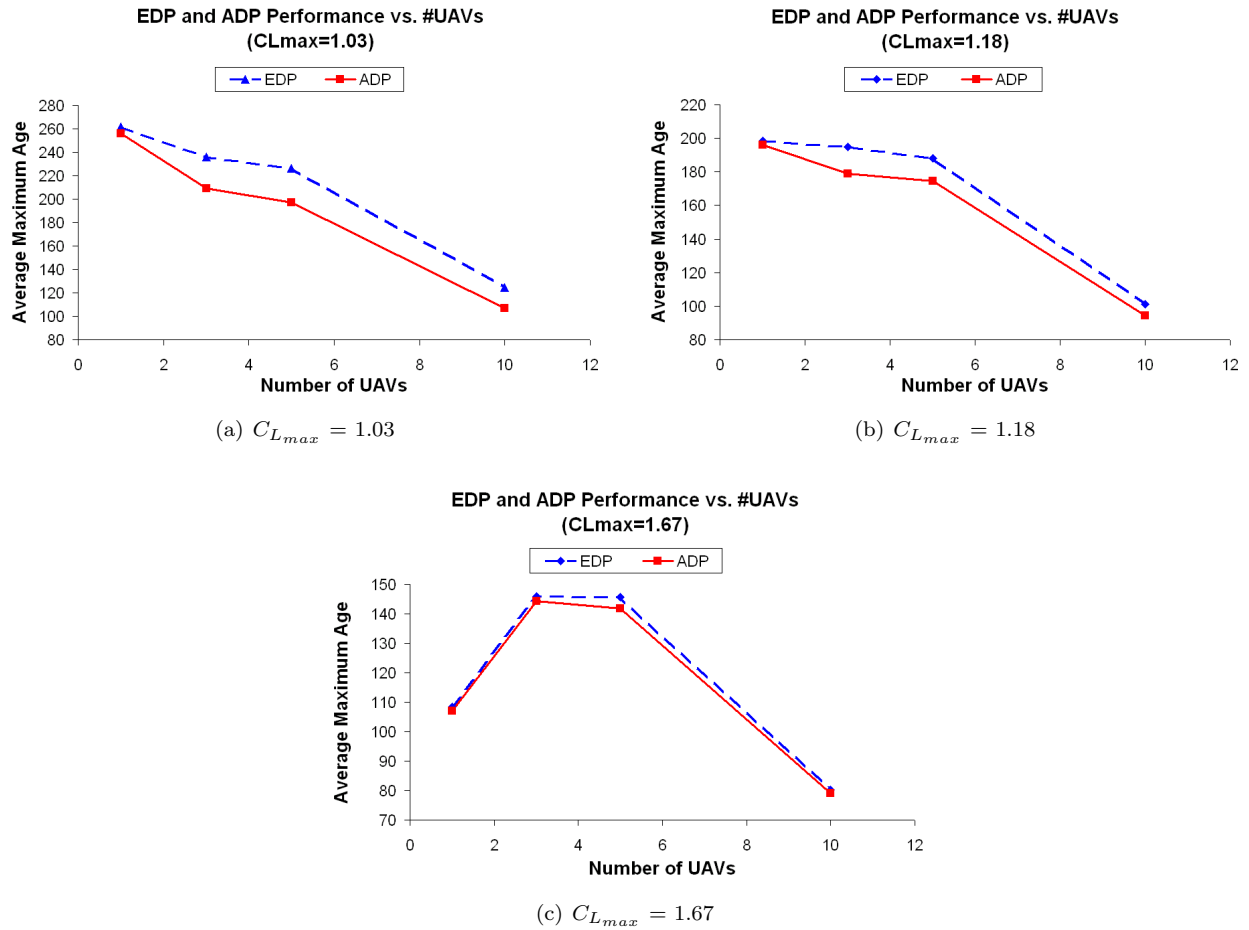 EDP and ADP Performance vs. #UAVs
(CLmax=1.03)
EDP ADP
Average Maximum Age
280
260
240
220
200
180
160
140
120
100
80
0 2 4 6 8 10 12
Number of UAVs
(a) C_{L_{max}} = 1.03
EDP and ADP Performance vs. #UAVs
(CLmax=1.18)
EDP ADP
Average Maximum Age
220
200
180
160
140
120
100
80
0 2 4 6 8 10 12
Number of UAVs
(b) C_{L_{max}} = 1.18
EDP and ADP Performance vs. #UAVs
(CLmax=1.67)
EDP ADP
Average Maximum Age
150
140
130
120
110
100
90
80
70
0 2 4 6 8 10 12
Number of UAVs
(c) C_{L_{max}} = 1.67